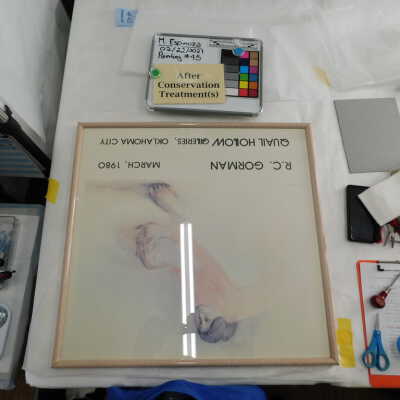 M. Espinoza
02/22/2021
Painting #45
After
Conservation
Treatment(s)
R.C. GORMAN
MARCH, 1980
QUAIL HOLLOW GALLERIES, OKLAHOMA CITY